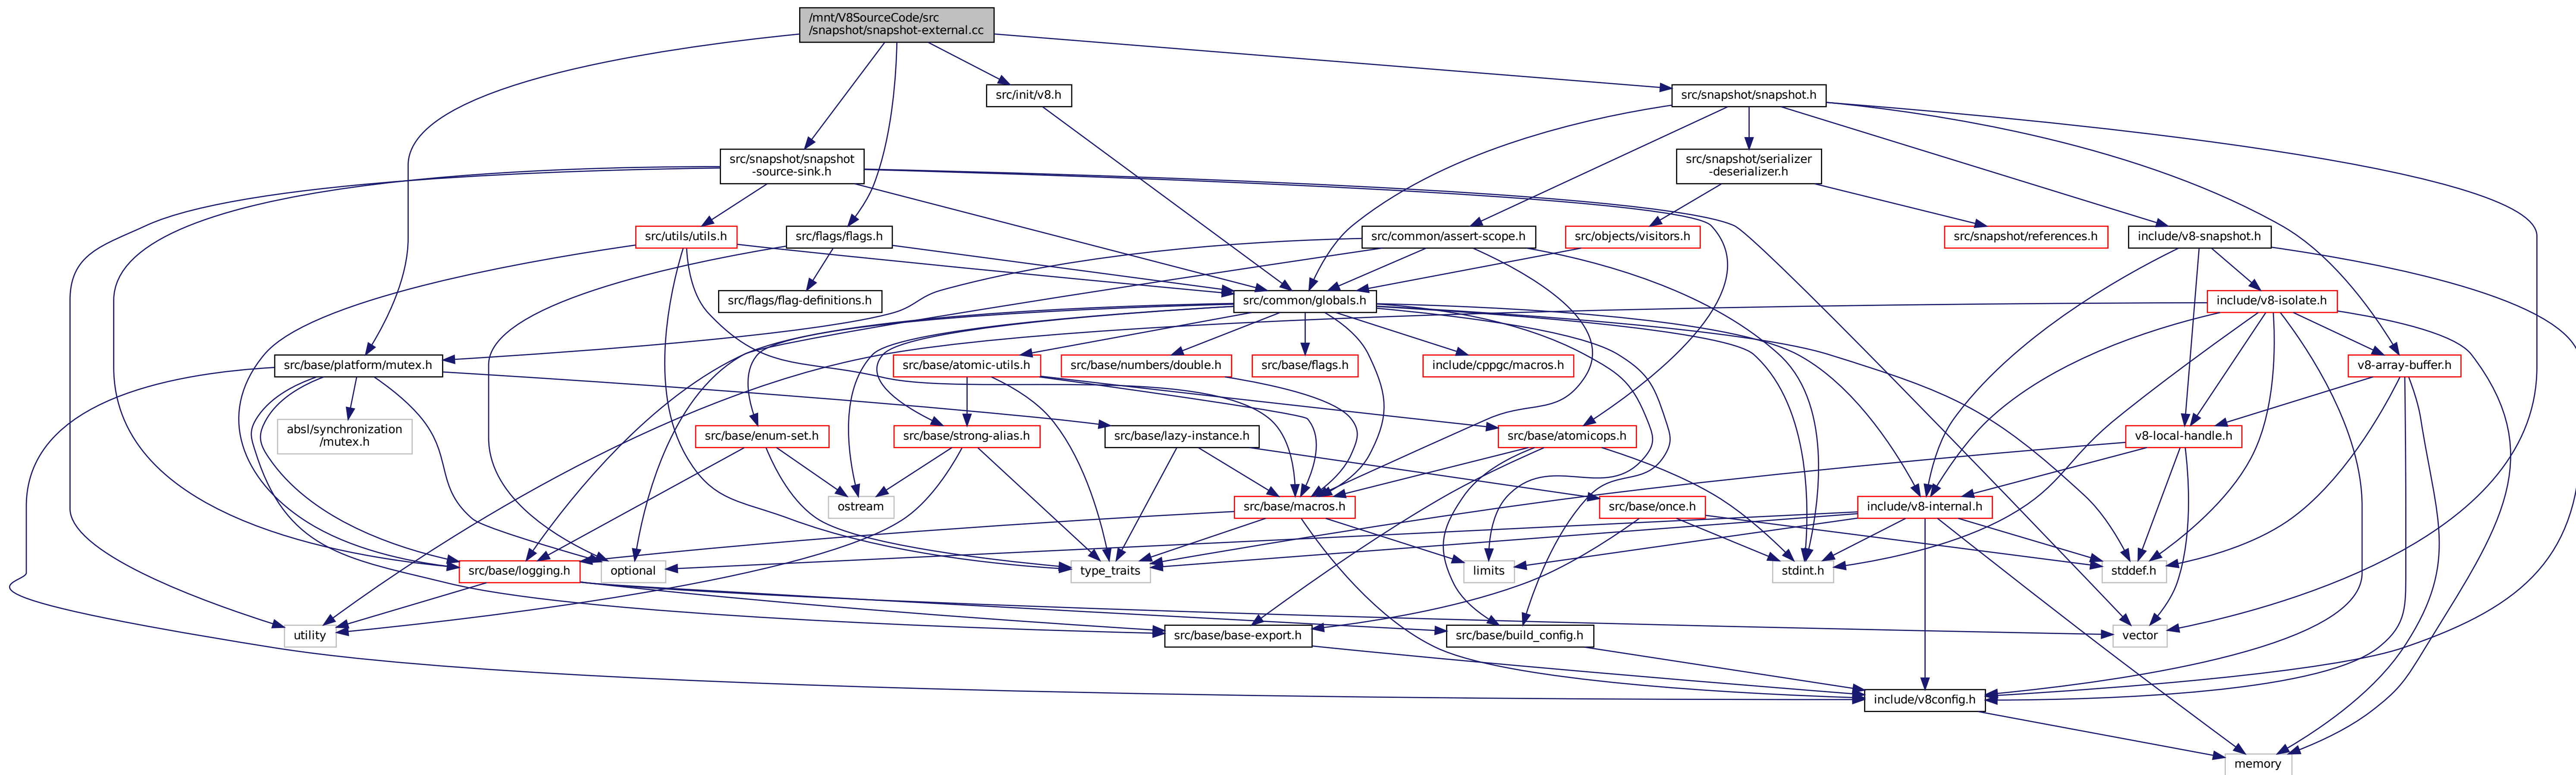 /mnt/V8SourceCode/src
/snapshot/snapshot-external.cc
src/init/v8.h
src/snapshot/snapshot.h
src/snapshot/snapshot
-source-sink.h
src/snapshot/serializer
-deserializer.h
src/utils/utils.h
src/flags/flags.h
src/common/assert-scope.h
src/objects/visitors.h
src/snapshot/references.h
include/v8-snapshot.h
src/flags/flag-definitions.h
src/common/globals.h
include/v8-isolate.h
src/base/platform/mutex.h
src/base/atomic-utils.h
src/base/numbers/double.h
src/base/flags.h
include/cppgc/macros.h
v8-array-buffer.h
absl/synchronization
/mutex.h
src/base/enum-set.h
src/base/strong-alias.h
src/base/lazy-instance.h
src/base/atomicops.h
v8-local-handle.h
ostream
src/base/macros.h
src/base/once.h
include/v8-internal.h
src/base/logging.h
optional
type_traits
limits
stdint.h
stddef.h
utility
src/base/base-export.h
src/base/build_config.h
vector
include/v8config.h
memory